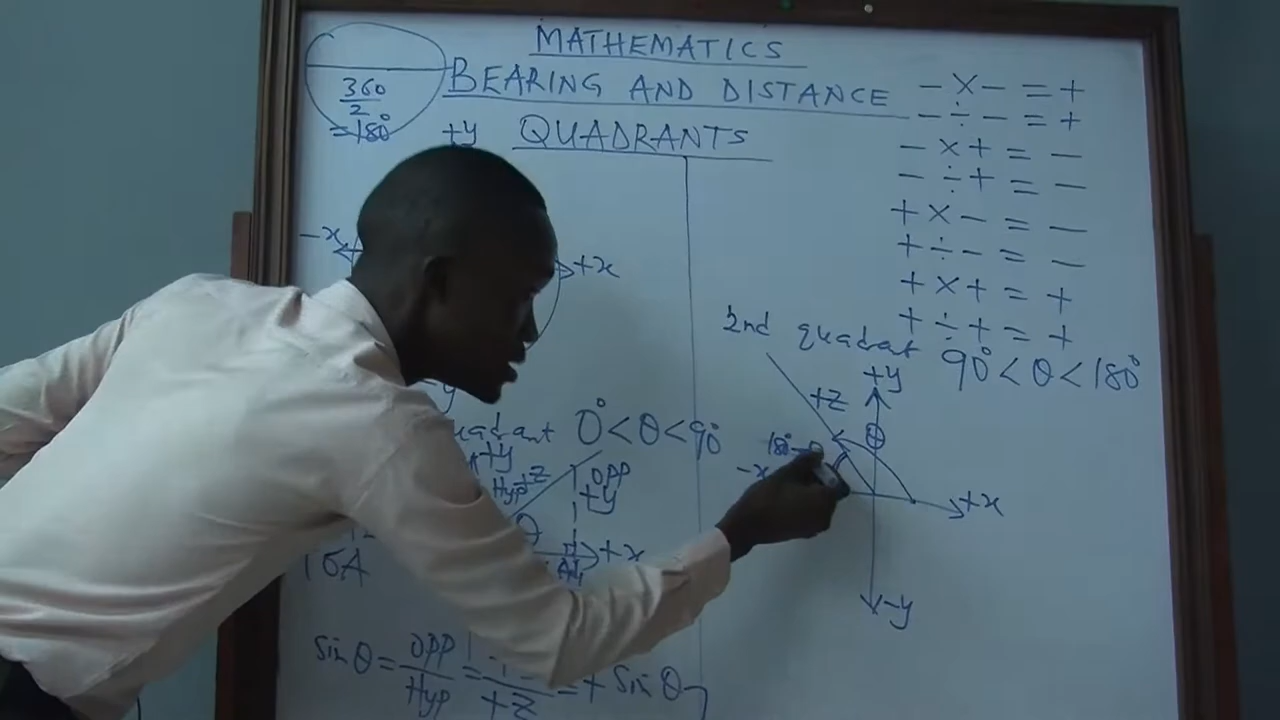 MATHEMATICS
BEARING AND DISTANCE
QUADRANTS
360
2
=180°
+y
-x
+x
- × - = +
- ÷ - = +
- × + = -
- ÷ + = -
+ × - = -
+ ÷ - = -
+ × + = +
+ ÷ + = +
2nd quadrant 90° < θ < 180°
+y
+z
θ
180°-θ
-x
+x
-y
0° < θ < 90°
+y
Hyp +z
opp
+y
θ
+x
Adj
Sin θ = opp/Hyp = +z = + Sin θ